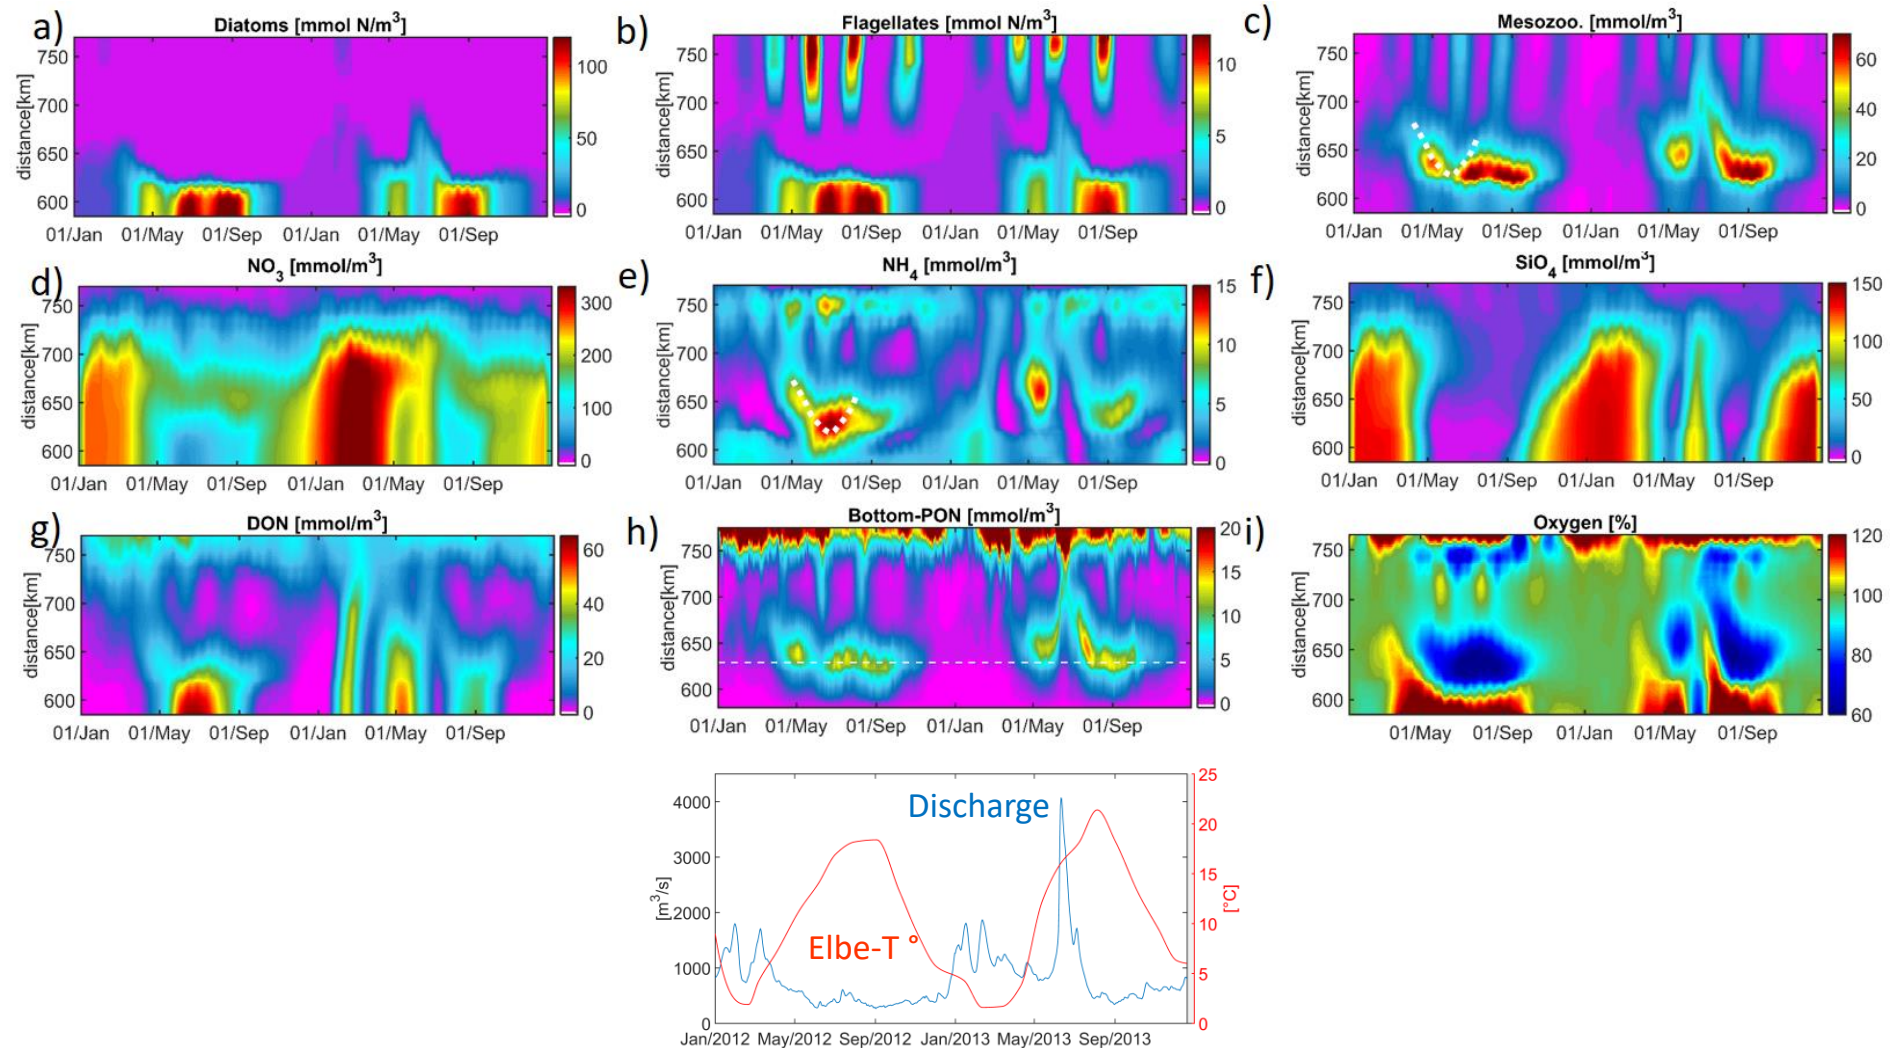 a)
Diatoms [mmol N/m3]
distance[km]
750
700
650
600
100
50
0
01/Jan 01/May 01/Sep 01/Jan 01/May 01/Sep
b)
Flagellates [mmol N/m3]
distance[km]
750
700
650
600
10
5
0
01/Jan 01/May 01/Sep 01/Jan 01/May 01/Sep
c)
Mesozoo. [mmol/m3]
distance[km]
750
700
650
600
60
40
20
0
01/Jan 01/May 01/Sep 01/Jan 01/May 01/Sep
d)
NO3 [mmol/m3]
distance[km]
750
700
650
600
300
200
100
0
01/Jan 01/May 01/Sep 01/Jan 01/May 01/Sep
e)
NH4 [mmol/m3]
distance[km]
750
700
650
600
15
10
5
0
01/Jan 01/May 01/Sep 01/Jan 01/May 01/Sep
f)
SiO4 [mmol/m3]
distance[km]
750
700
650
600
150
100
50
0
01/Jan 01/May 01/Sep 01/Jan 01/May 01/Sep
g)
DON [mmol/m3]
distance[km]
750
700
650
600
60
40
20
0
01/Jan 01/May 01/Sep 01/Jan 01/May 01/Sep
h)
Bottom-PON [mmol/m3]
distance[km]
750
700
650
600
20
15
10
5
0
01/Jan 01/May 01/Sep 01/Jan 01/May 01/Sep
i)
Oxygen [%]
distance[km]
750
700
650
600
120
100
80
60
01/May 01/Sep 01/Jan 01/May 01/Sep
Discharge
Elbe-T °
[m3/s]
4000
3000
2000
1000
0
25
20
15
10
5
0
[°C]
Jan/2012 May/2012 Sep/2012 Jan/2013 May/2013 Sep/2013